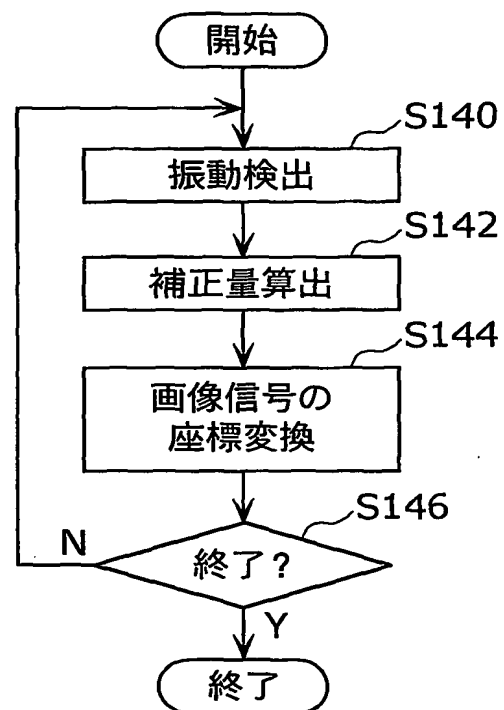 開始
S140
振動検出
S142
補正量算出
S144
画像信号の
座標変換
S146
N
終了?
Y
終了